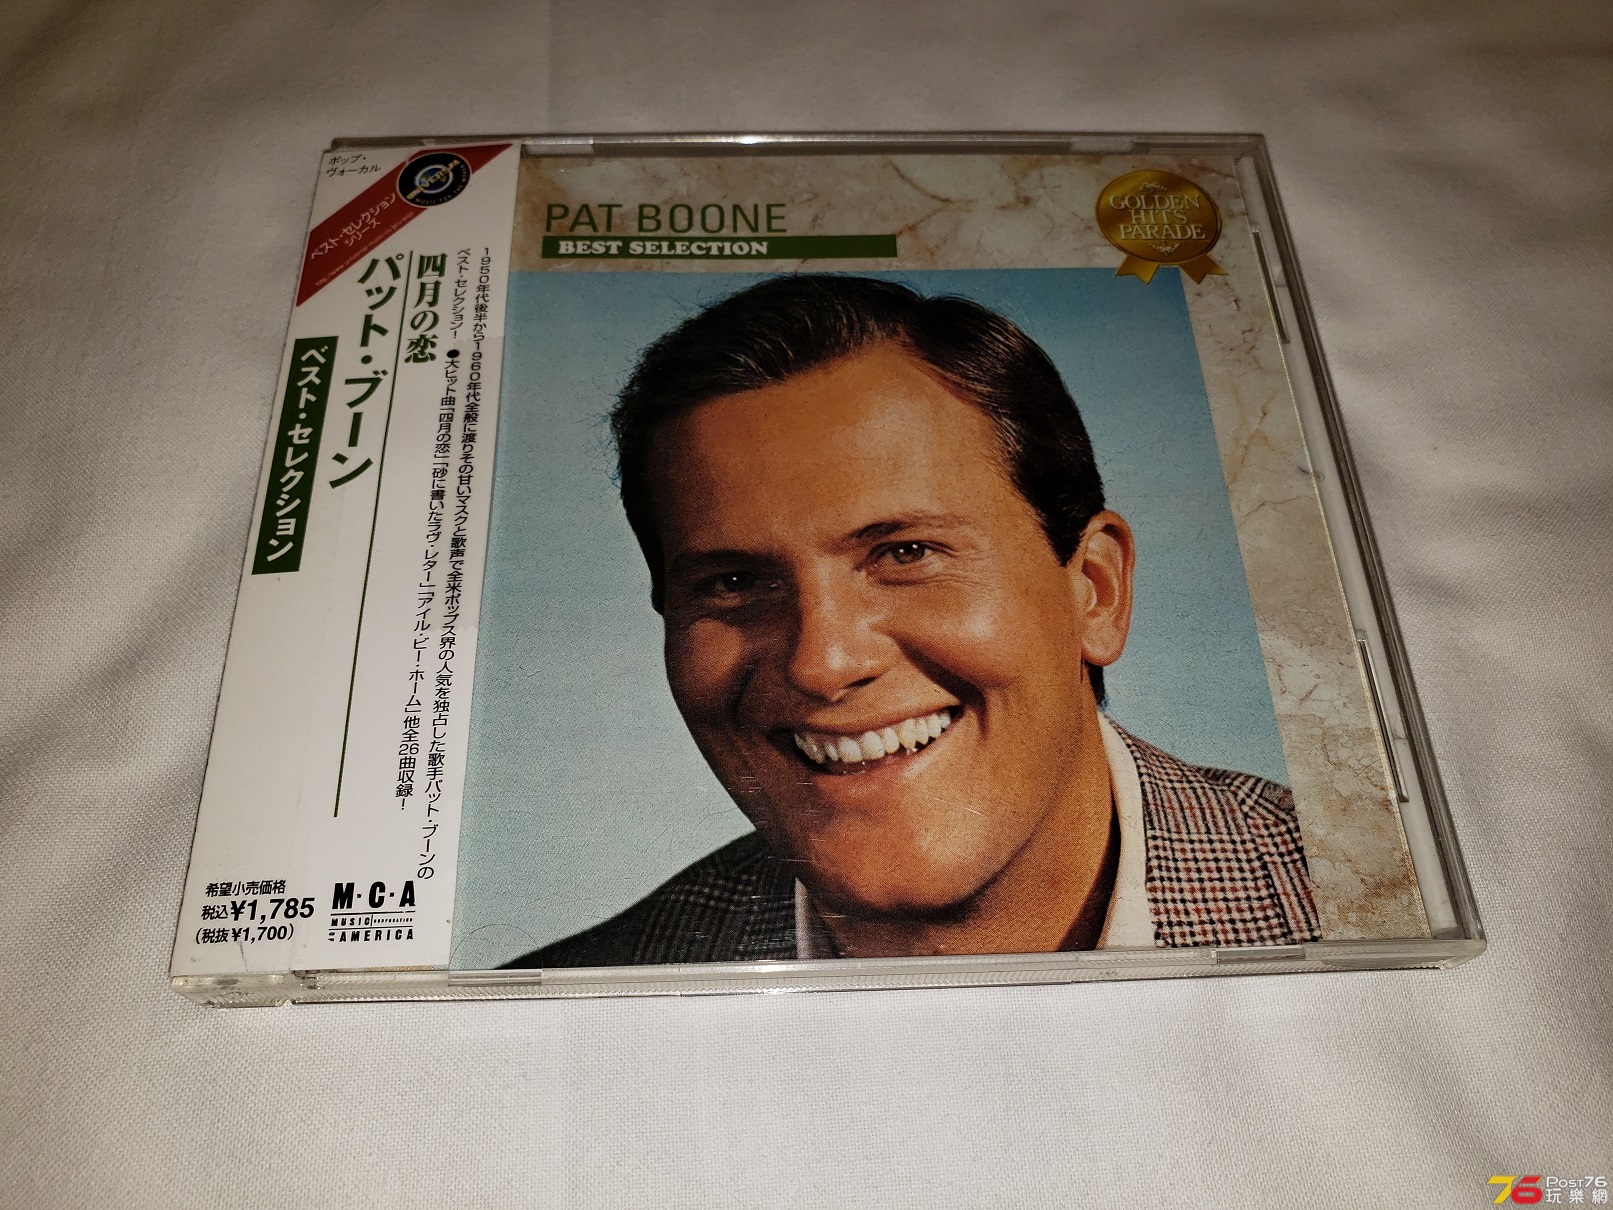 ポップ・
ヴォーカル
ベスト・セレクション
シリーズ
四月の恋
パット・ブーン
ベスト・セレクション
1950年代後半から1960年代全般に渡りその甘いマスクと歌声で全米ポップス界の人気を独占した歌手パット・ブーンの
ベスト・セレクション! ●大ヒット曲「四月の恋」「砂に書いたラヴ・レター」「アイル・ビー・ホーム」他全26曲収録!
希望小売価格
税込¥1,785
(税抜¥1,700)
M·C·A
MUSIC CORPORATION
OF AMERICA
PAT BOONE
BEST SELECTION
GOLDEN
HITS
PARADE
76 Post76
玩樂網